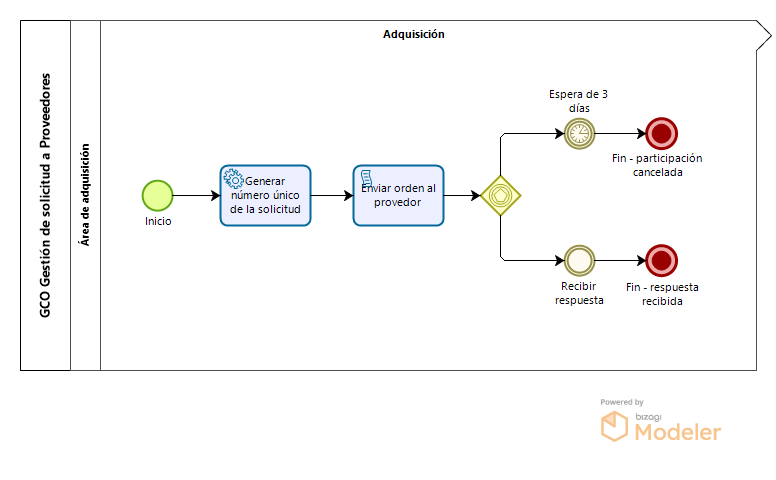 Adquisición
GCO Gestión de solicitud a Proveedores
Área de adquisición
Inicio
Generar
número único
de la solicitud
Enviar orden al
provedor
Espera de 3
días
Fin - participación
cancelada
Recibir
respuesta
Fin - respuesta
recibida
Powered by
bizagi
Modeler